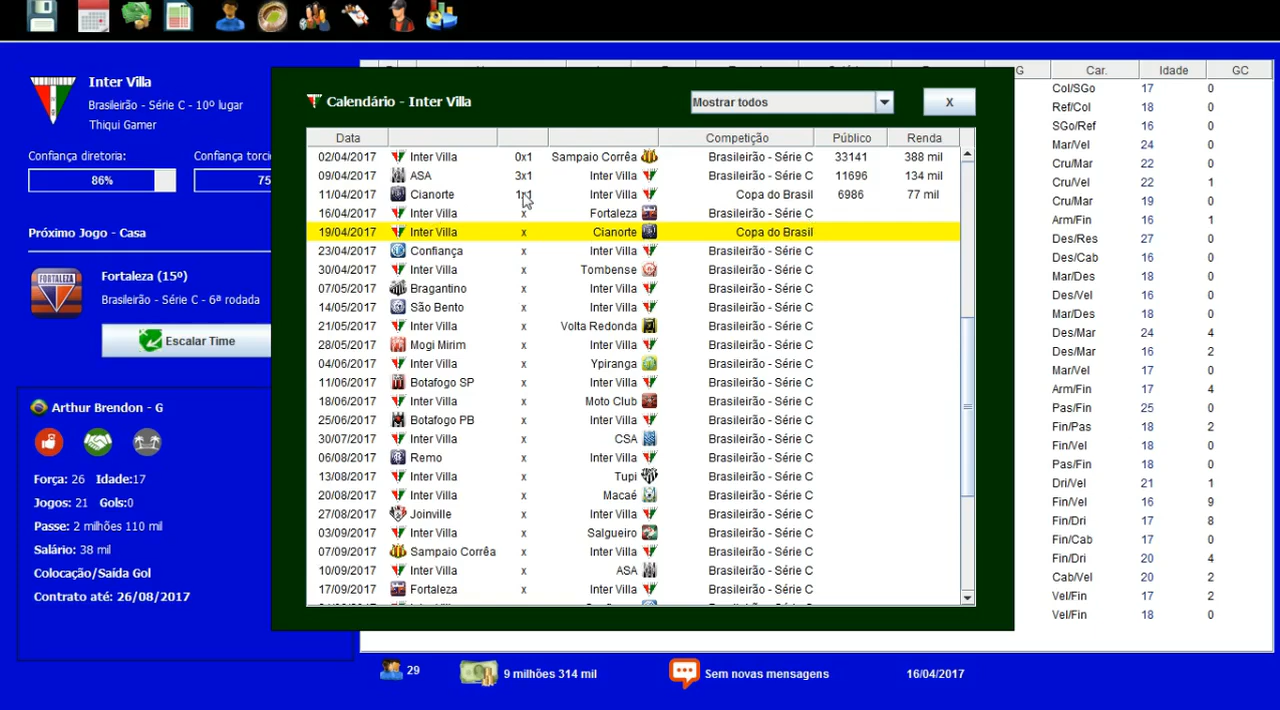 Inter Villa
Brasileirão - Série C - 10º lugar
Thiqui Gamer
Confiança diretoria:
Confiança torcid
86%
75
Próximo Jogo - Casa
Fortaleza (15º)
Brasileirão - Série C - 6ª rodada
Escalar Time
Arthur Brendon - G
Força: 26 Idade:17
Jogos: 21 Gols:0
Passe: 2 milhões 110 mil
Salário: 38 mil
Colocação/Saída Gol
Contrato até: 26/08/2017
Calendário - Inter Villa
Mostrar todos
X
Data Competição Público Renda
02/04/2017 Inter Villa 0x1 Sampaio Corrêa Brasileirão - Série C 33141 388 mil
09/04/2017 ASA 3x1 Inter Villa Brasileirão - Série C 11696 134 mil
11/04/2017 Cianorte 1x1 Inter Villa Copa do Brasil 6986 77 mil
16/04/2017 Inter Villa x Fortaleza Brasileirão - Série C
19/04/2017 Inter Villa x Cianorte Copa do Brasil
23/04/2017 Confiança x Inter Villa Brasileirão - Série C
30/04/2017 Inter Villa x Tombense Brasileirão - Série C
07/05/2017 Bragantino x Inter Villa Brasileirão - Série C
14/05/2017 São Bento x Inter Villa Brasileirão - Série C
21/05/2017 Inter Villa x Volta Redonda Brasileirão - Série C
28/05/2017 Mogi Mirim x Inter Villa Brasileirão - Série C
04/06/2017 Inter Villa x Ypiranga Brasileirão - Série C
11/06/2017 Botafogo SP x Inter Villa Brasileirão - Série C
18/06/2017 Inter Villa x Moto Club Brasileirão - Série C
25/06/2017 Botafogo PB x Inter Villa Brasileirão - Série C
30/07/2017 Inter Villa x CSA Brasileirão - Série C
06/08/2017 Remo x Inter Villa Brasileirão - Série C
13/08/2017 Inter Villa x Tupi Brasileirão - Série C
20/08/2017 Inter Villa x Macaé Brasileirão - Série C
27/08/2017 Joinville x Inter Villa Brasileirão - Série C
03/09/2017 Inter Villa x Salgueiro Brasileirão - Série C
07/09/2017 Sampaio Corrêa x Inter Villa Brasileirão - Série C
10/09/2017 Inter Villa x ASA Brasileirão - Série C
17/09/2017 Fortaleza x Inter Villa Brasileirão - Série C
G Car. Idade GC
Col/SGo 17 0
Ref/Col 18 0
SGo/Ref 16 0
Mar/Vel 24 0
Cru/Mar 22 0
Cru/Vel 22 1
Cru/Mar 19 0
Arm/Fin 16 1
Des/Res 27 0
Des/Cab 16 0
Mar/Des 18 0
Des/Vel 16 0
Mar/Des 18 0
Des/Mar 24 4
Des/Mar 16 2
Mar/Vel 17 0
Arm/Fin 17 4
Pas/Fin 25 0
Fin/Pas 18 2
Fin/Vel 18 0
Pas/Fin 18 0
Dri/Vel 21 1
Fin/Vel 16 9
Fin/Dri 17 8
Fin/Cab 17 0
Fin/Dri 20 4
Cab/Vel 20 2
Vel/Fin 17 2
Vel/Fin 18 0
29
9 milhões 314 mil
Sem novas mensagens
16/04/2017